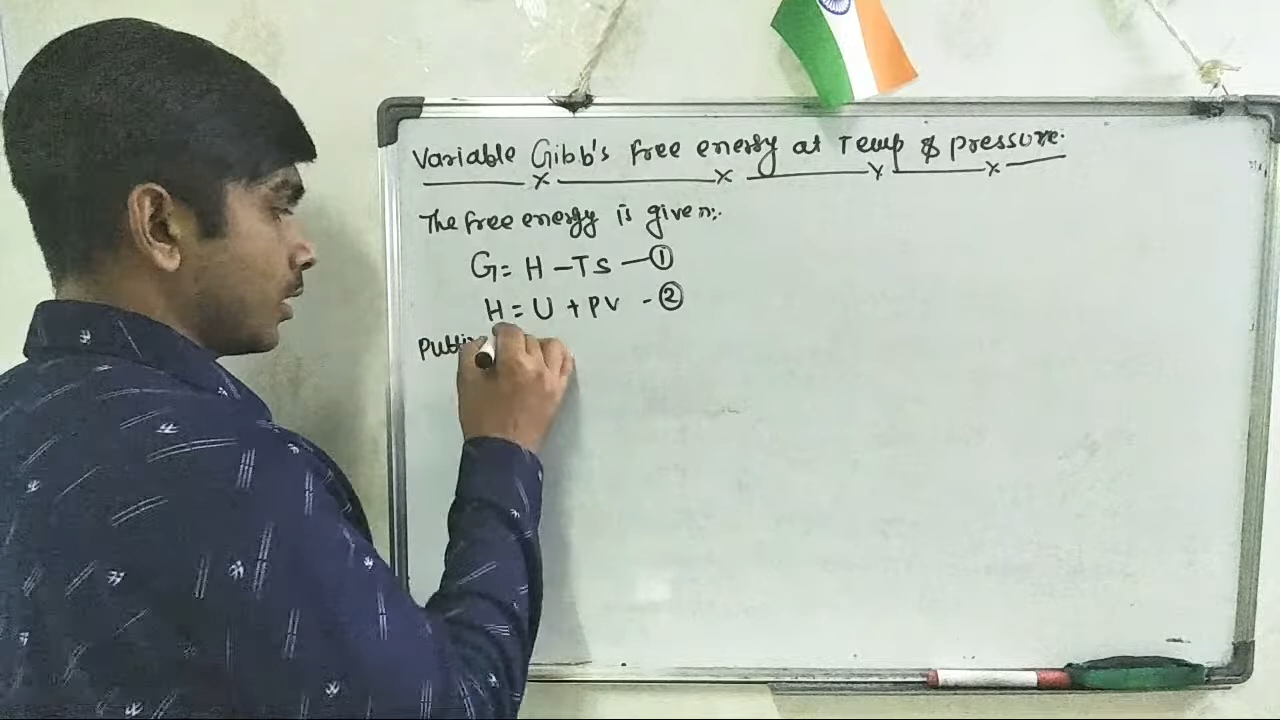 Variable Gibb's free energy at Temp & pressure.
The free energy is given:
G = H - TS - ①
H = U + PV - ②